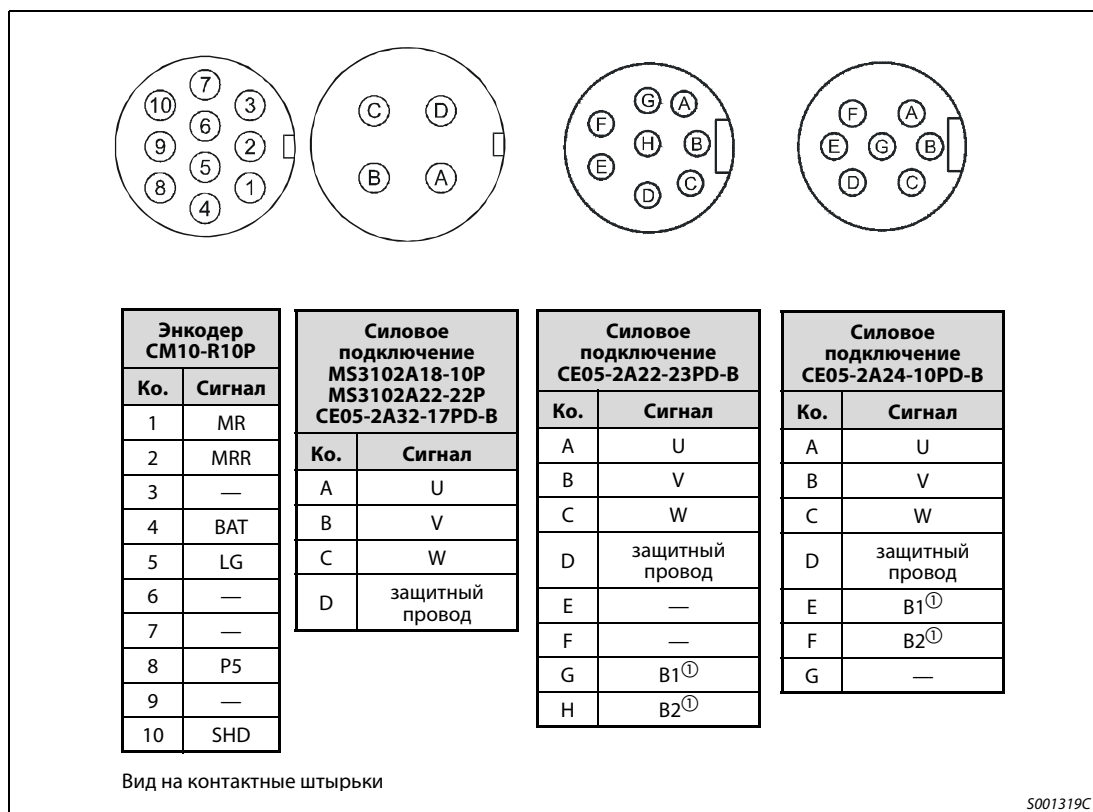 7
10
3
6
9
2
5
8
1
4
C
D
B
A
G
A
F
H
B
E
C
D
F
A
E
G
B
D
C
Энкодер
CM10-R10P
Ко. Сигнал
1 MR
2 MRR
3 —
4 BAT
5 LG
6 —
7 —
8 P5
9 —
10 SHD
Силовое
подключение
MS3102A18-10P
MS3102A22-22P
CE05-2A32-17PD-B
Ко. Сигнал
A U
B V
C W
D защитный
провод
Силовое
подключение
CE05-2A22-23PD-B
Ко. Сигнал
A U
B V
C W
D защитный
провод
E —
F —
G B1①
H B2①
Силовое
подключение
CE05-2A24-10PD-B
Ко. Сигнал
A U
B V
C W
D защитный
провод
E B1①
F B2①
G —
Вид на контактные штырьки
S001319C